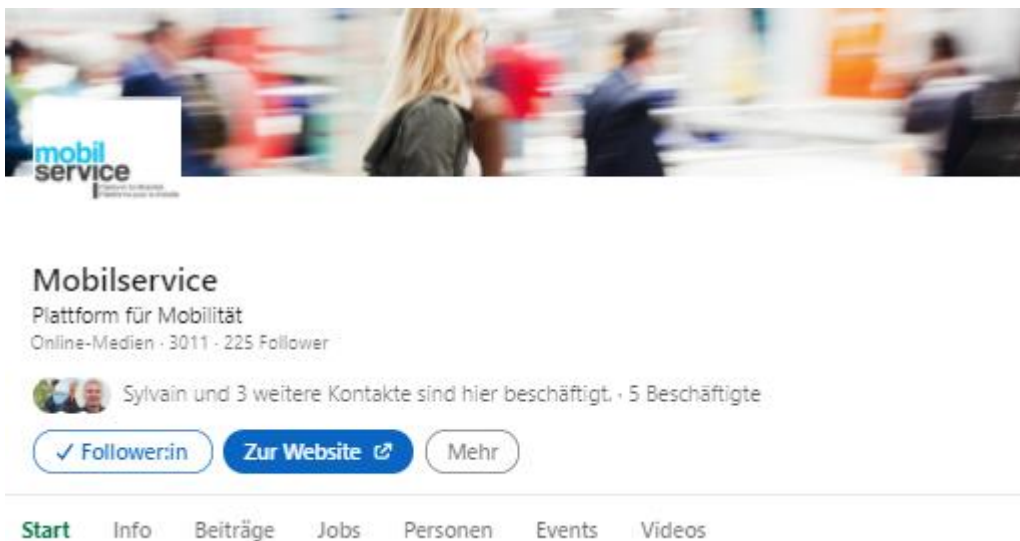 mobil
service
Mobilservice
Plattform für Mobilität
Online-Medien · 3011 · 225 Follower
Sylvain und 3 weitere Kontakte sind hier beschäftigt. · 5 Beschäftigte
✓ Follower:in Zur Website Mehr
Start Info Beiträge Jobs Personen Events Videos